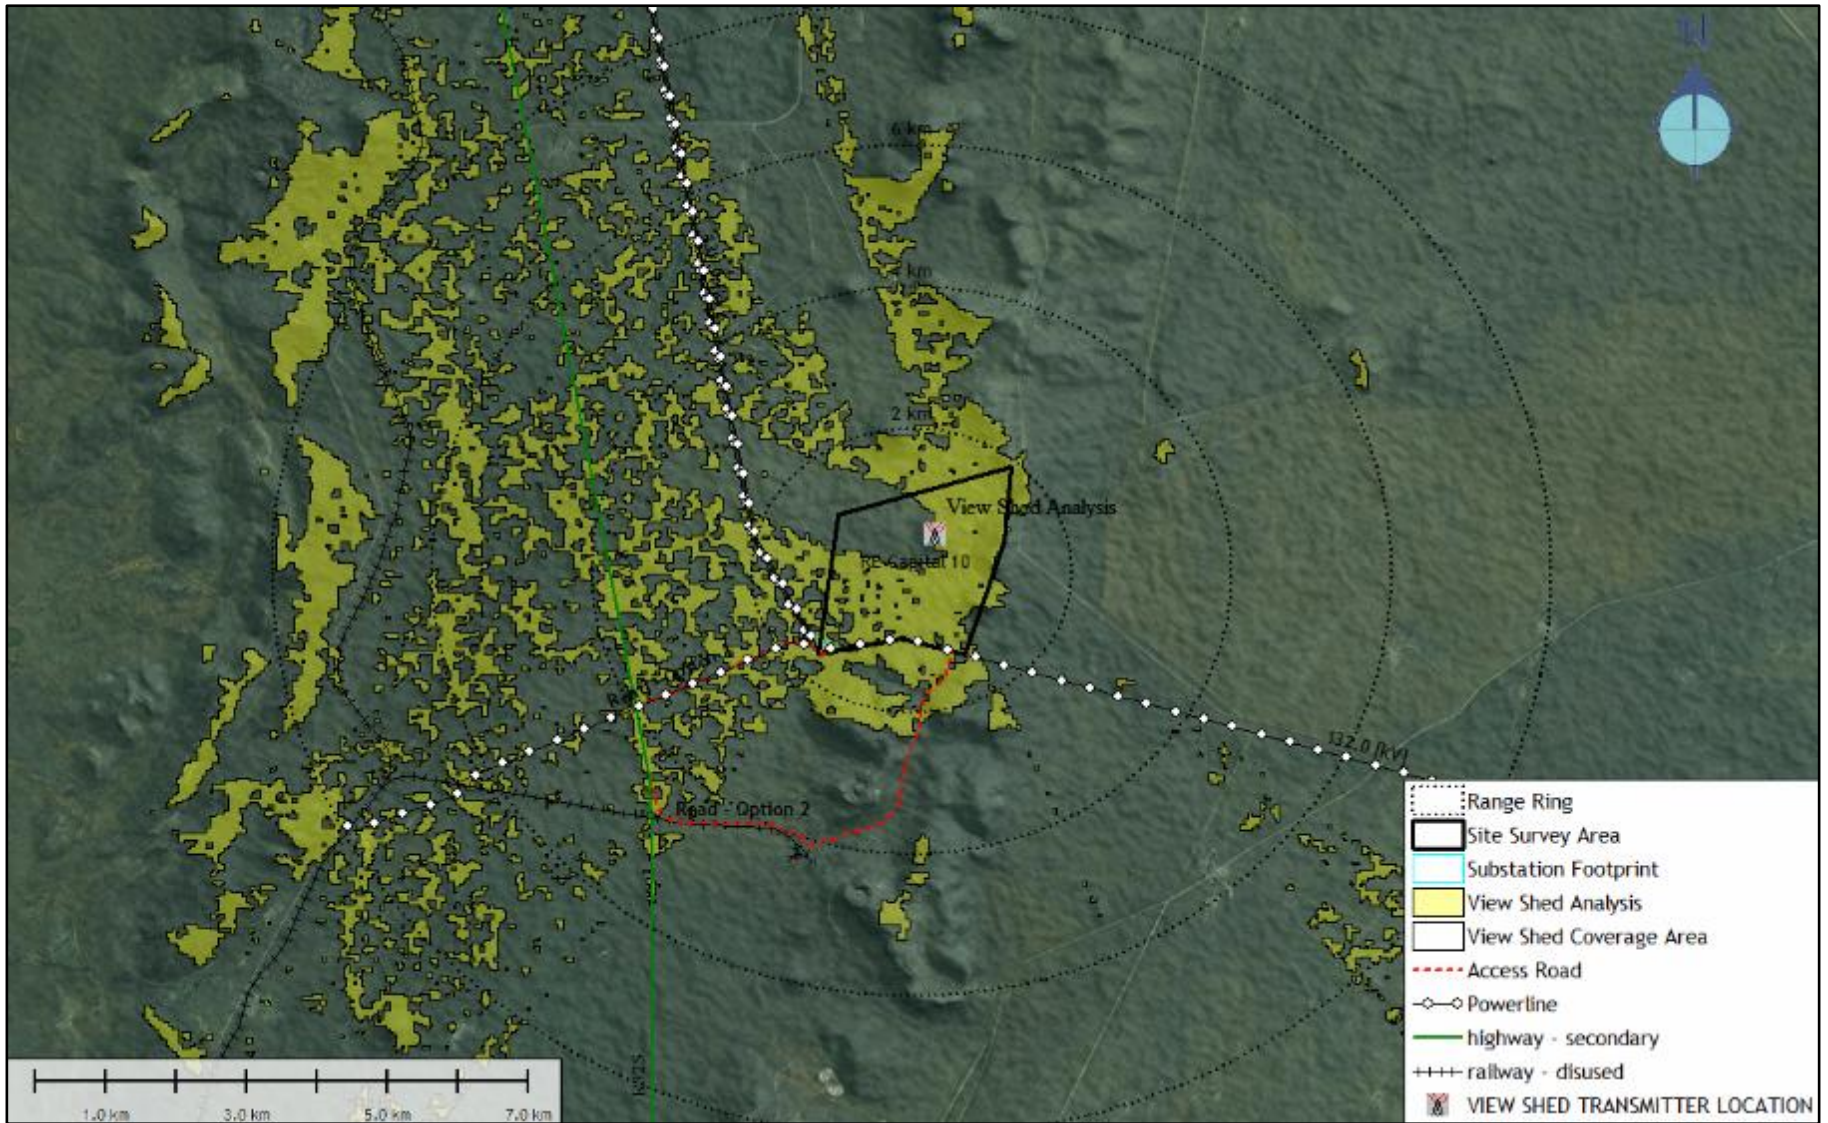 N
6 km
km
2 km
View Shed Analysis
RE Capital 10
132.0 [kV]
Road - Option 2
R325
1.0 km 3.0 km 5.0 km 7.0 km
Range Ring
Site Survey Area
Substation Footprint
View Shed Analysis
View Shed Coverage Area
Access Road
Powerline
highway - secondary
railway - disused
VIEW SHED TRANSMITTER LOCATION